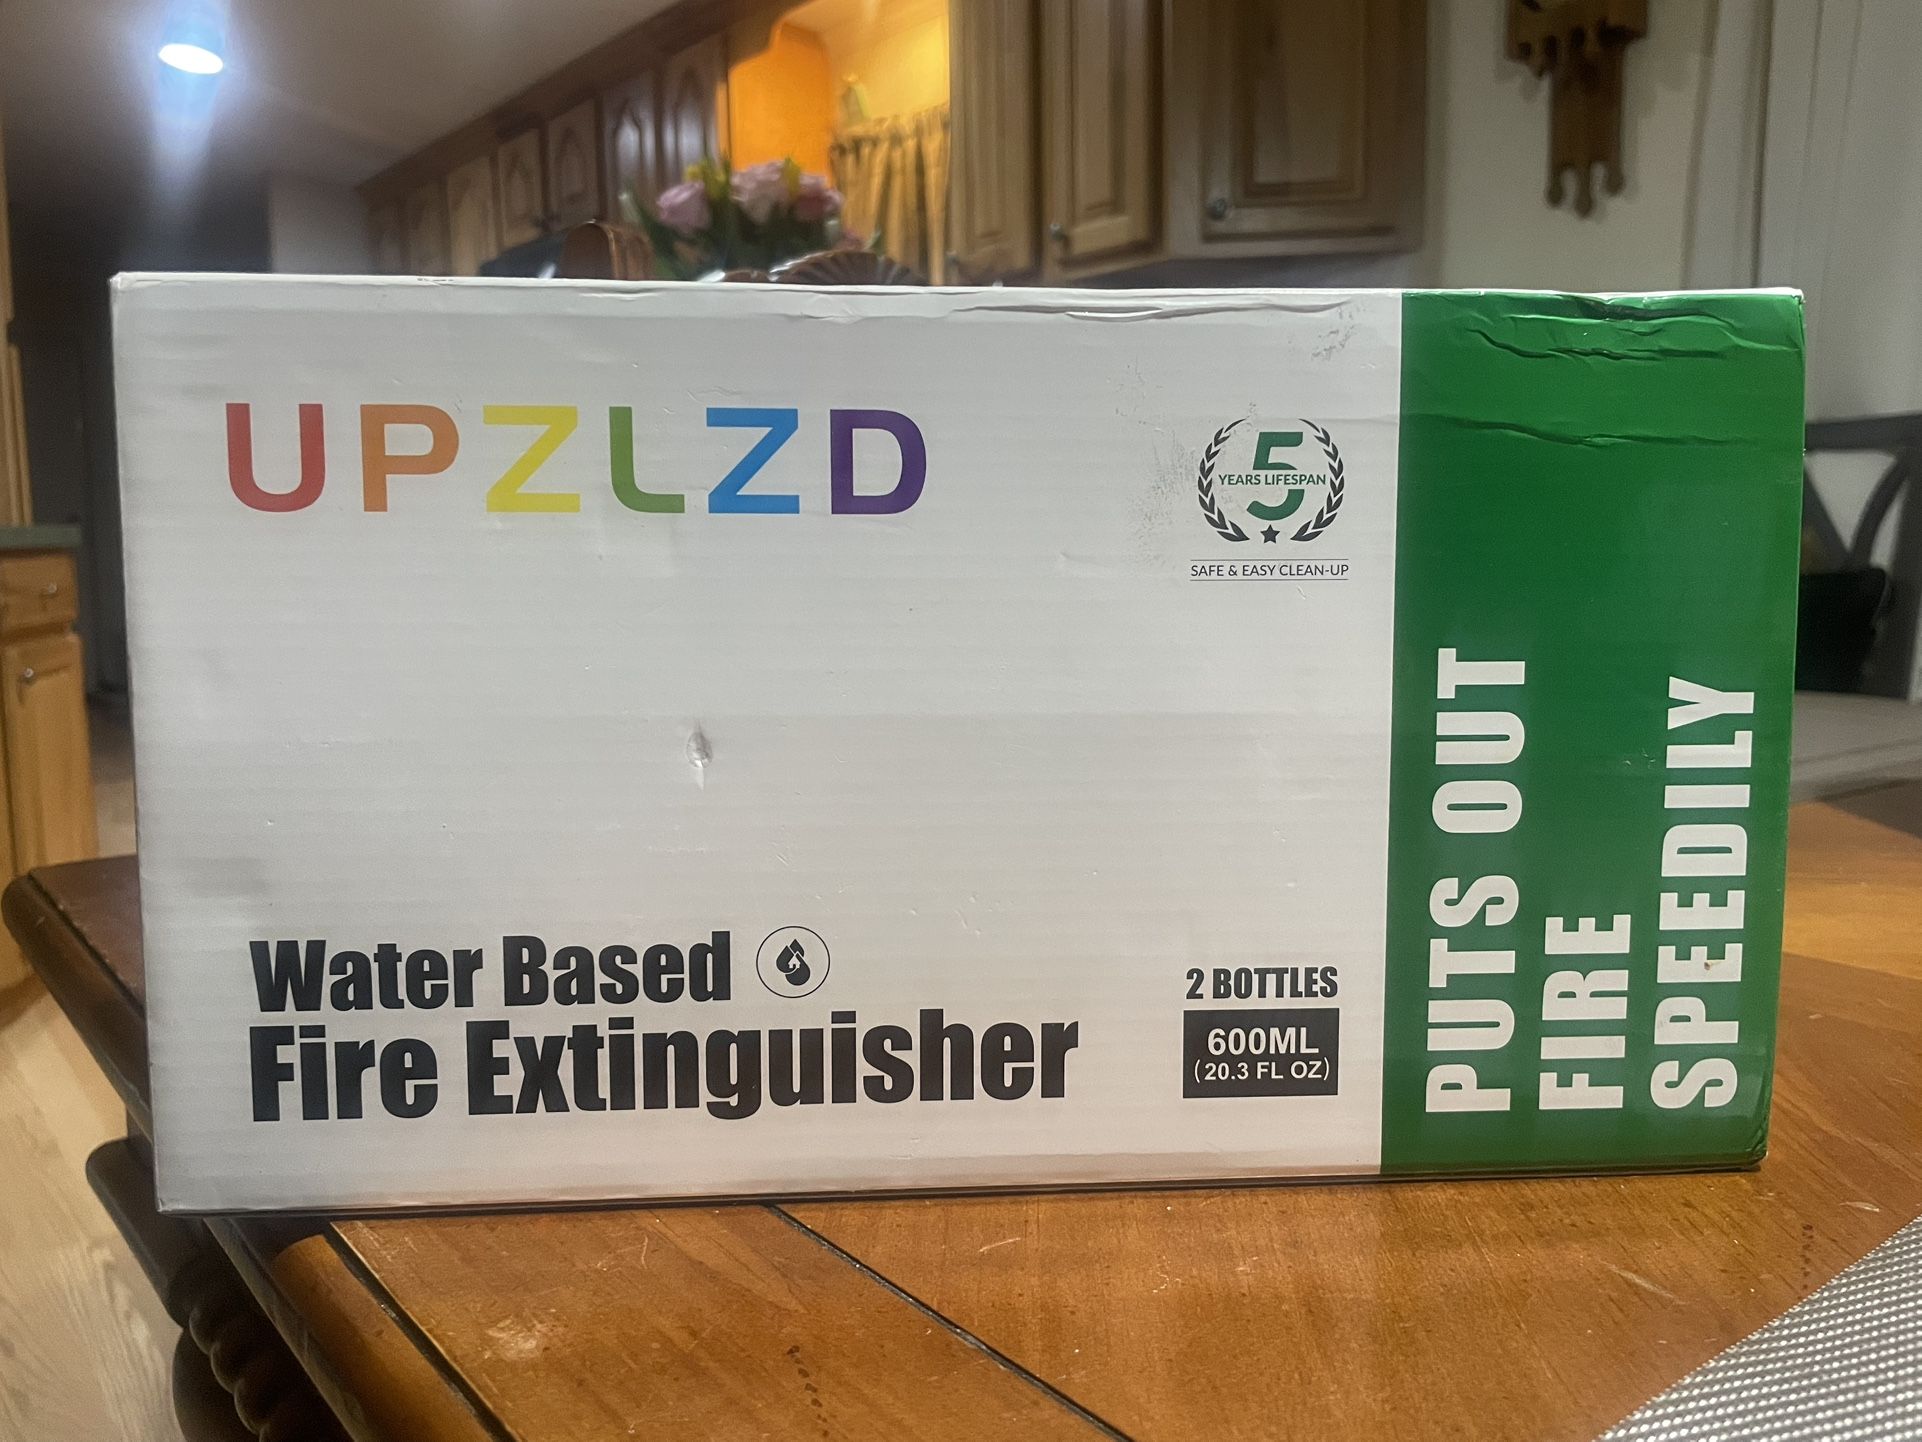 UPZLZD
5
YEARS LIFESPAN
SAFE & EASY CLEAN-UP
Water Based
Fire Extinguisher
2 BOTTLES
600ML
(20.3 FL OZ)
PUTS OUT
FIRE
SPEEDILY